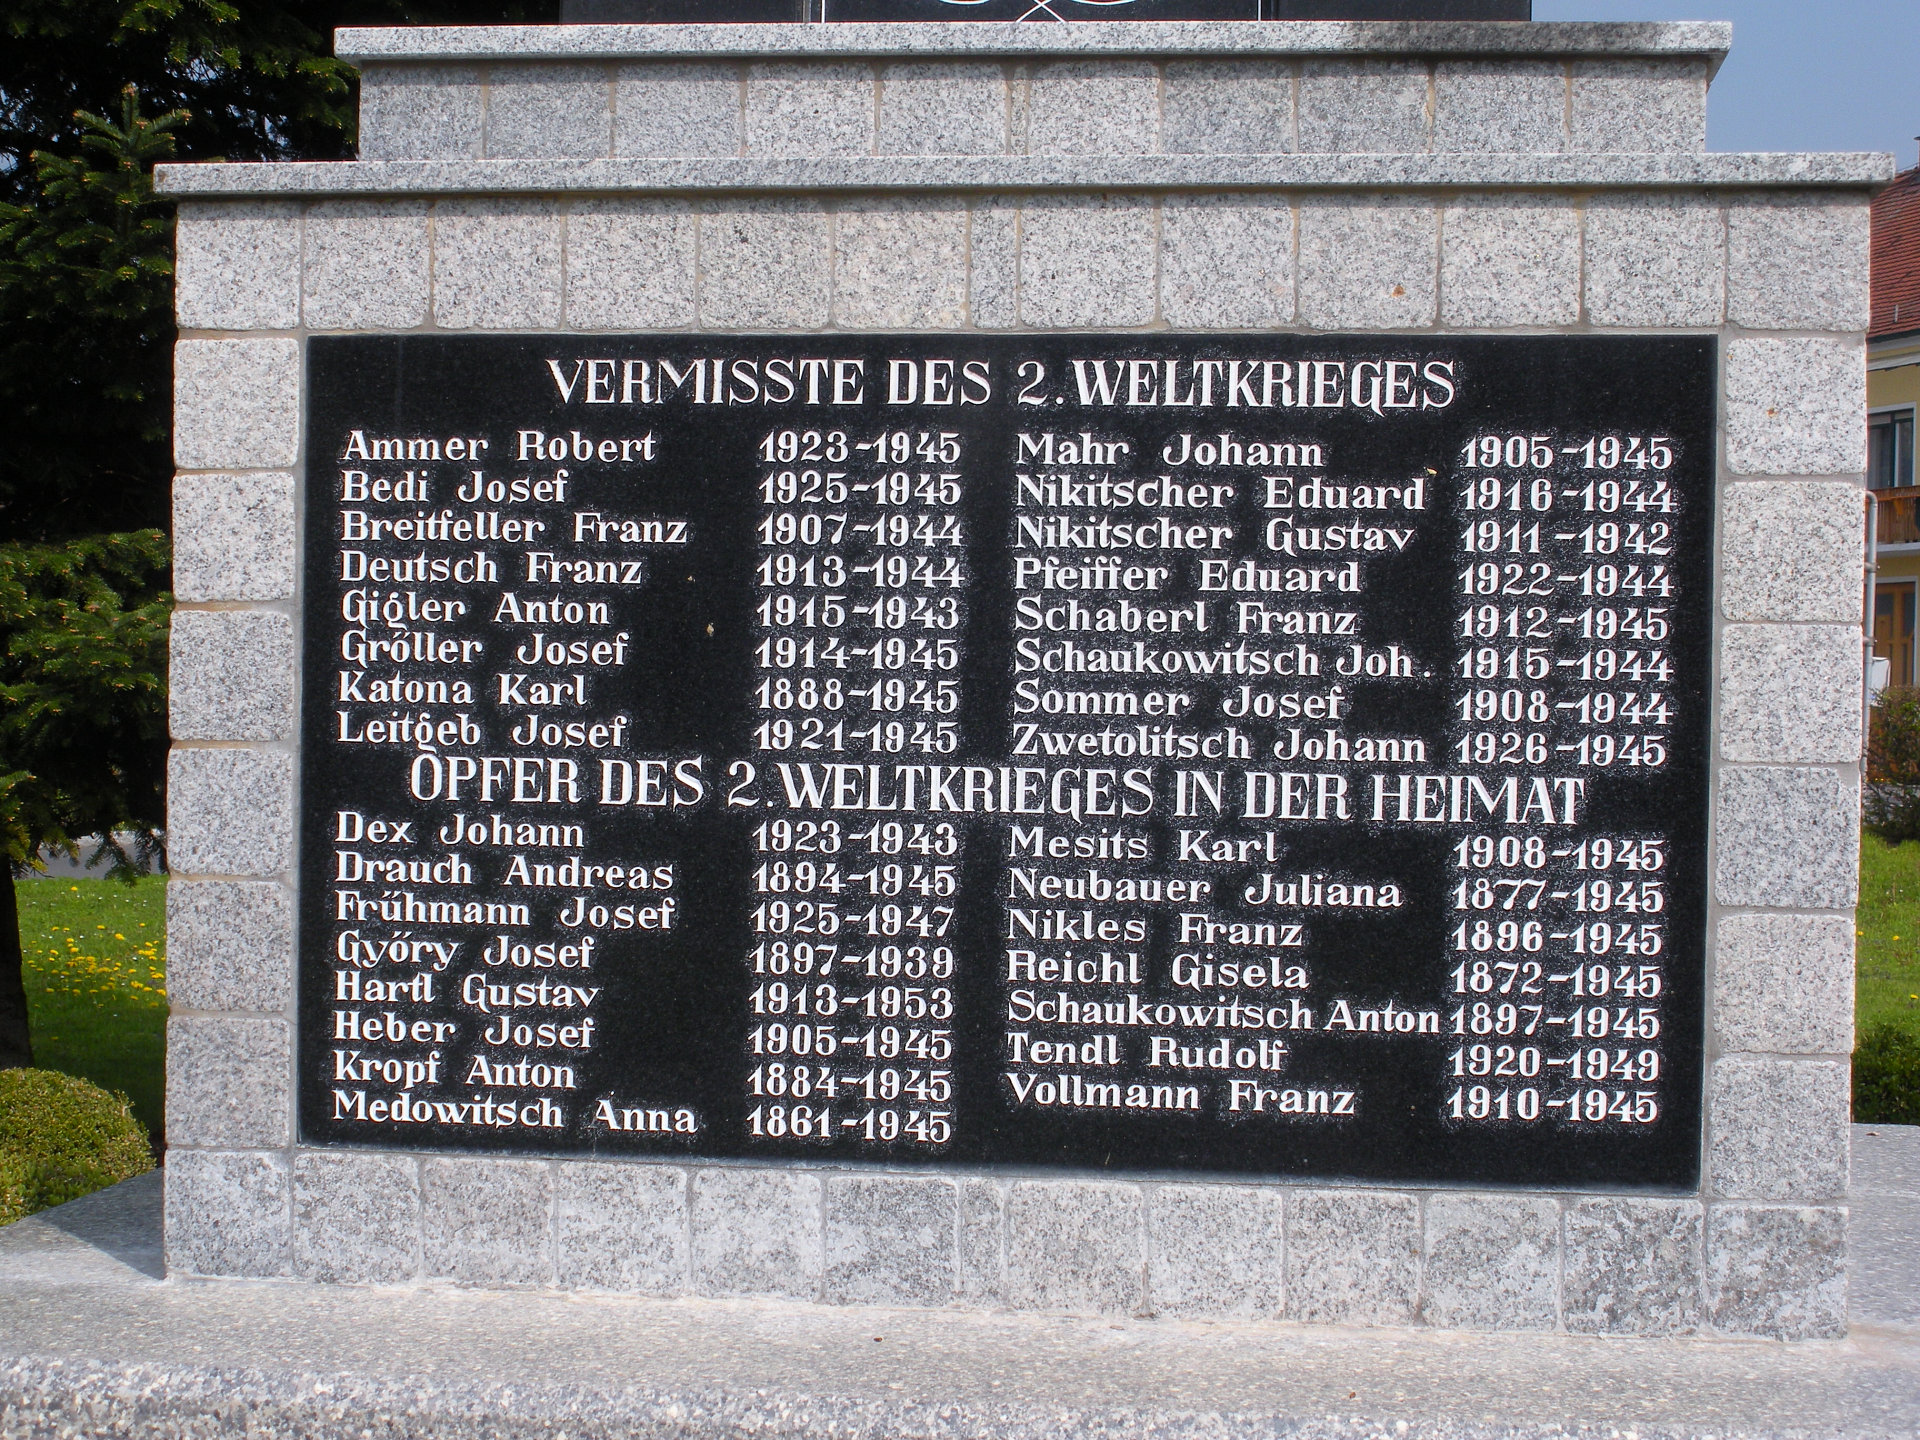 VERMISSTE DES 2. WELTKRIEGES
Ammer Robert 1923-1945
Bedi Josef 1925-1945
Breitfeller Franz 1907-1944
Deutsch Franz 1913-1944
Gigler Anton 1915-1943
Gröller Josef 1914-1945
Katona Karl 1888-1945
Leitgeb Josef 1921-1945
Mahr Johann 1905-1945
Nikitscher Eduard 1916-1944
Nikitscher Gustav 1911-1942
Pfeiffer Eduard 1922-1944
Schaberl Franz 1912-1945
Schaukowitsch Joh. 1915-1944
Sommer Josef 1908-1944
Zwetolitsch Johann 1926-1945
OPFER DES 2. WELTKRIEGES IN DER HEIMAT
Dex Johann 1923-1943
Drauch Andreas 1894-1945
Frühmann Josef 1925-1947
Győry Josef 1897-1939
Hartl Gustav 1913-1953
Heber Josef 1905-1945
Kropf Anton 1884-1945
Medowitsch Anna 1861-1945
Mesits Karl 1908-1945
Neubauer Juliana 1877-1945
Nikles Franz 1896-1945
Reichl Gisela 1872-1945
Schaukowitsch Anton 1897-1945
Tendl Rudolf 1920-1949
Vollmann Franz 1910-1945